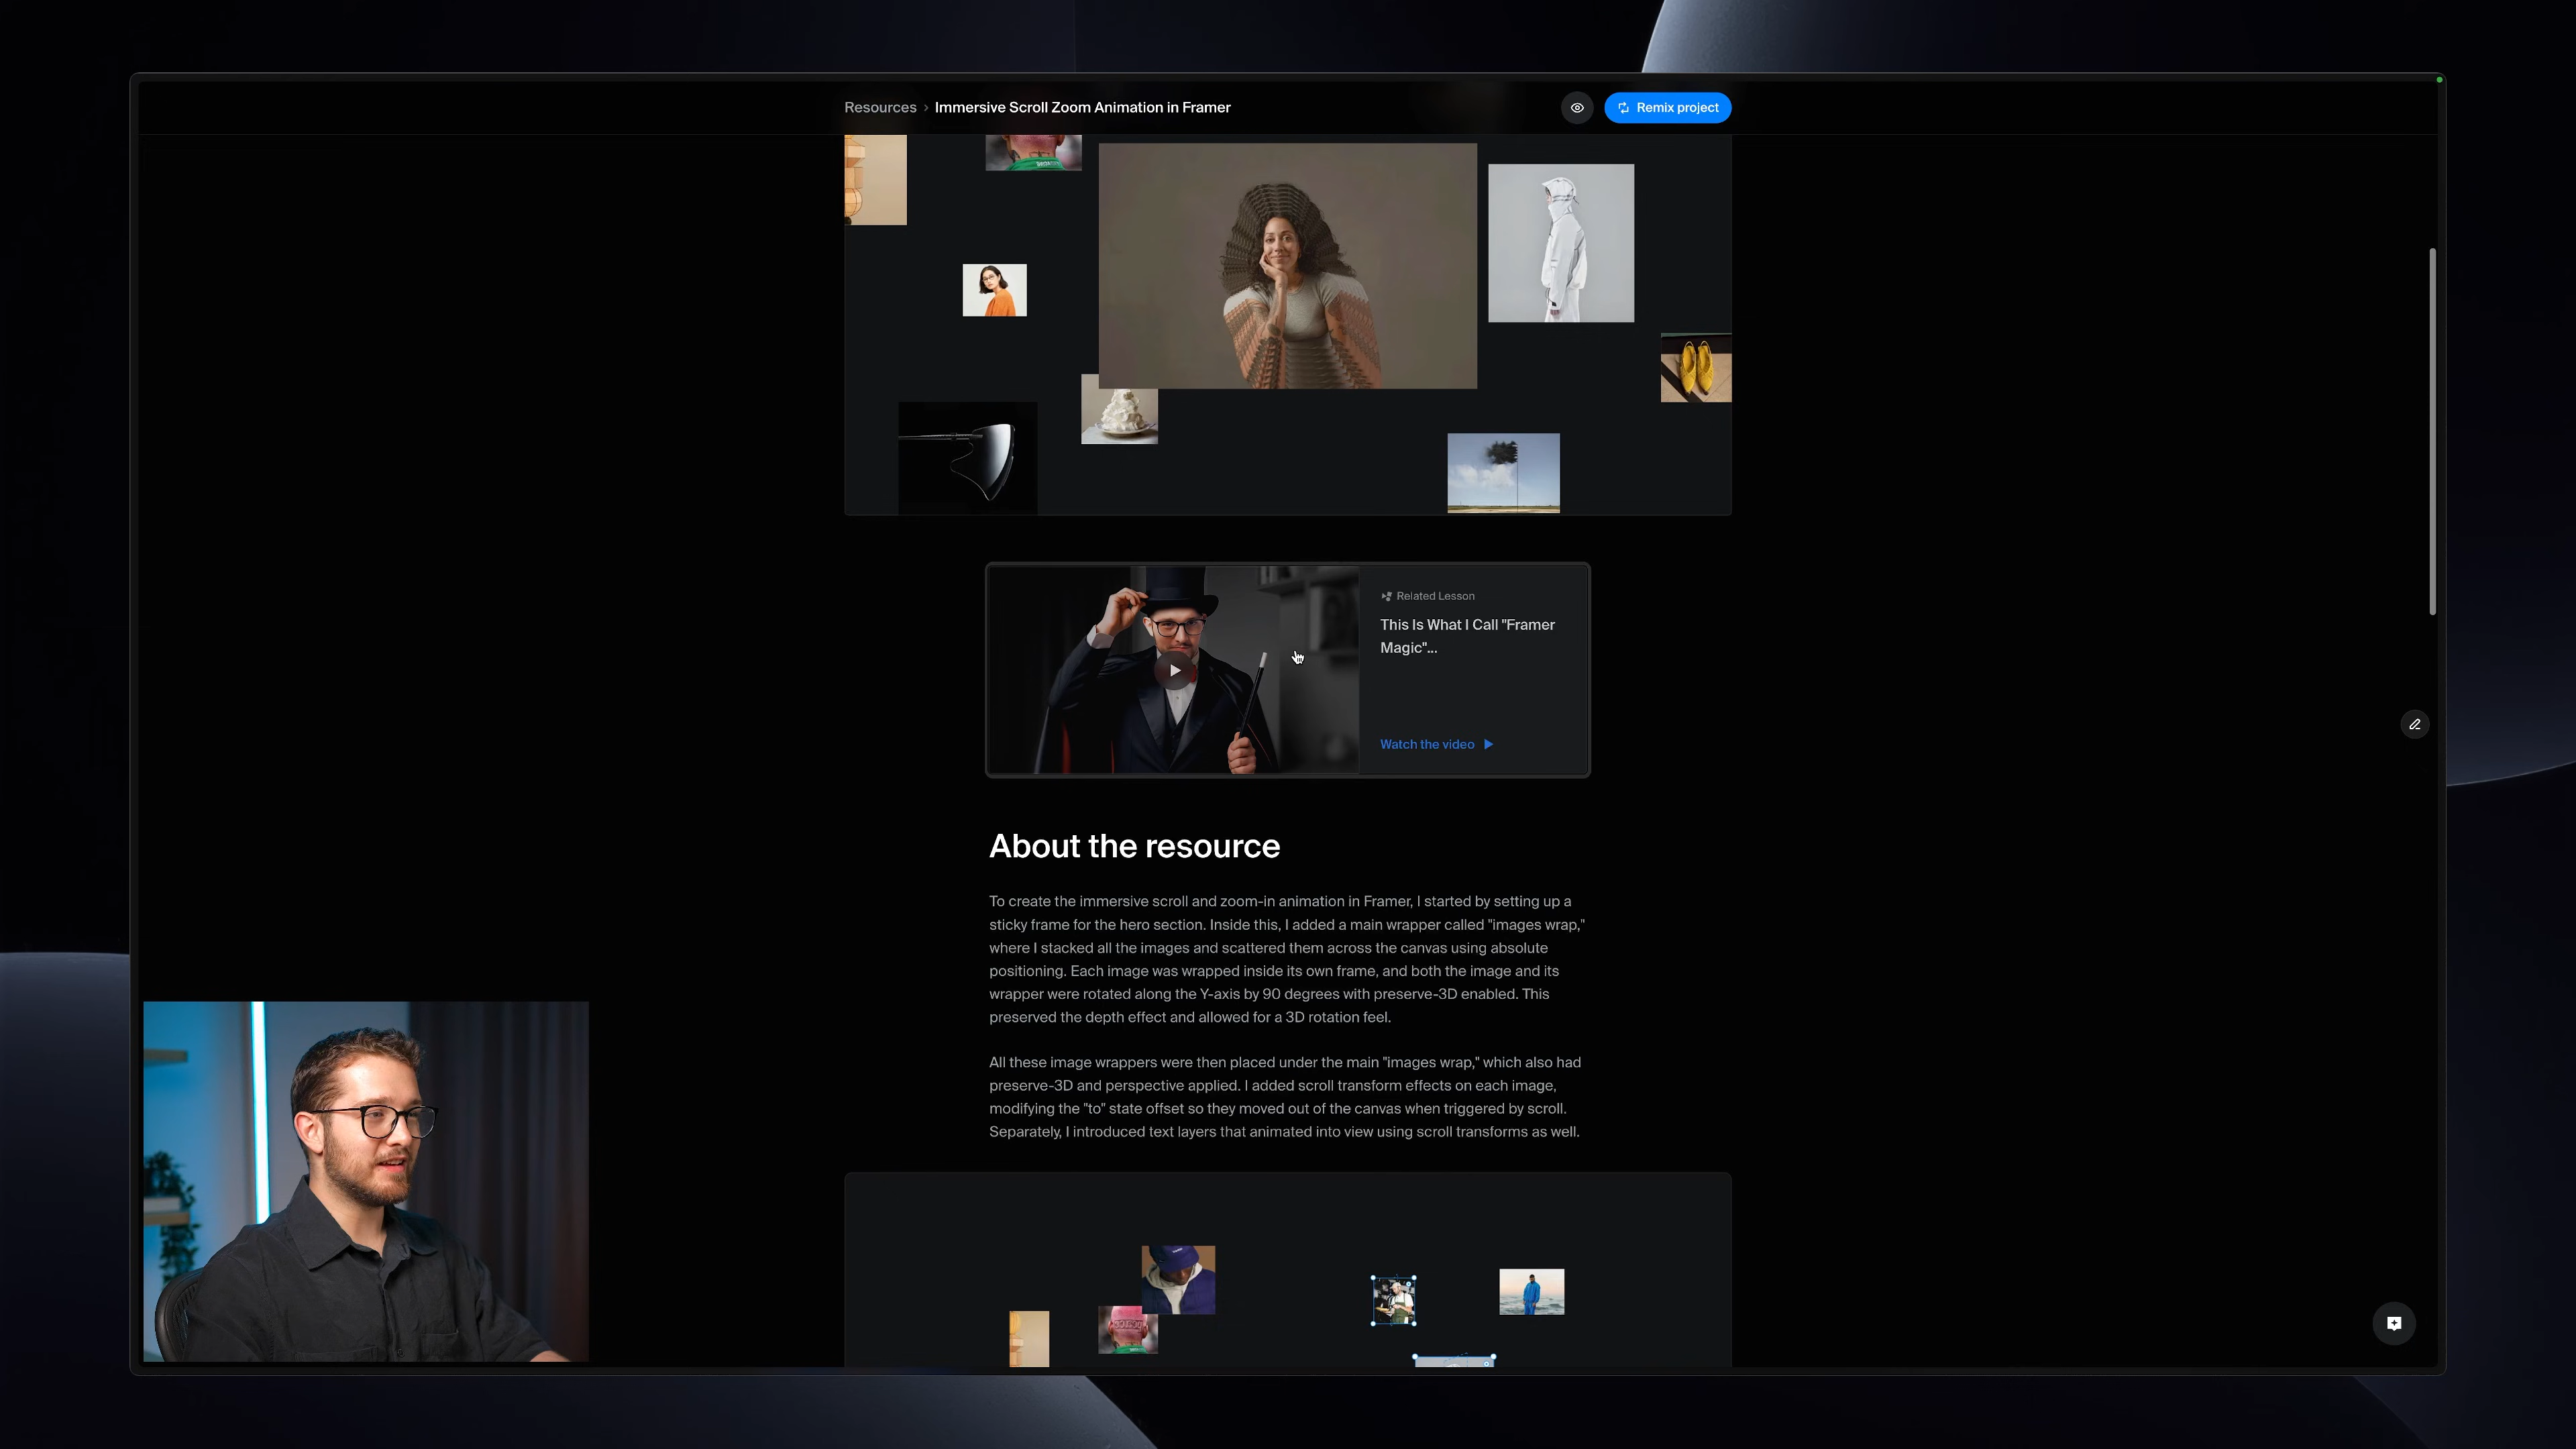 Resources › Immersive Scroll Zoom Animation in Framer
Remix project
Related Lesson
This Is What I Call "Framer
Magic"...
Watch the video
About the resource
To create the immersive scroll and zoom-in animation in Framer, I started by setting up a
sticky frame for the hero section. Inside this, I added a main wrapper called "images wrap,"
where I stacked all the images and scattered them across the canvas using absolute
positioning. Each image was wrapped inside its own frame, and both the image and its
wrapper were rotated along the Y-axis by 90 degrees with preserve-3D enabled. This
preserved the depth effect and allowed for a 3D rotation feel.
All these image wrappers were then placed under the main "images wrap," which also had
preserve-3D and perspective applied. I added scroll transform effects on each image,
modifying the "to" state offset so they moved out of the canvas when triggered by scroll.
Separately, I introduced text layers that animated into view using scroll transforms as well.